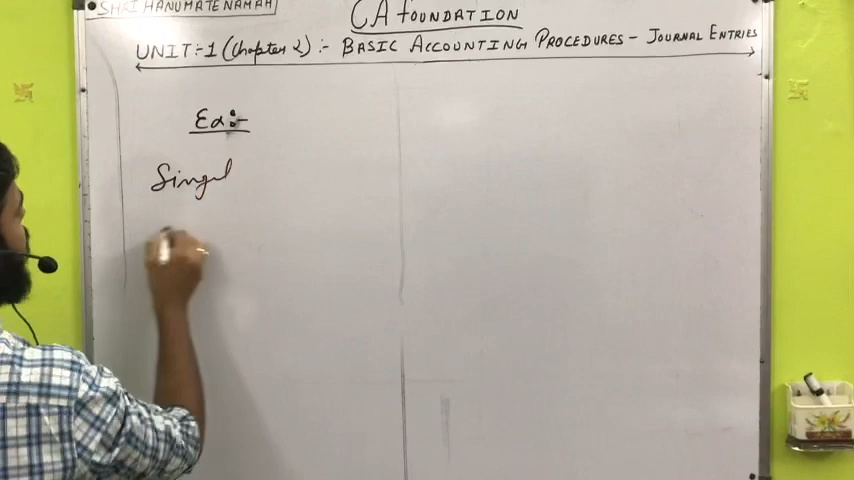 SHRI HANUMATE NAMAH
CA FOUNDATION
UNIT:-1 (Chapter 2) :- BASIC ACCOUNTING PROCEDURES - JOURNAL ENTRIES
Ex:-
Singl